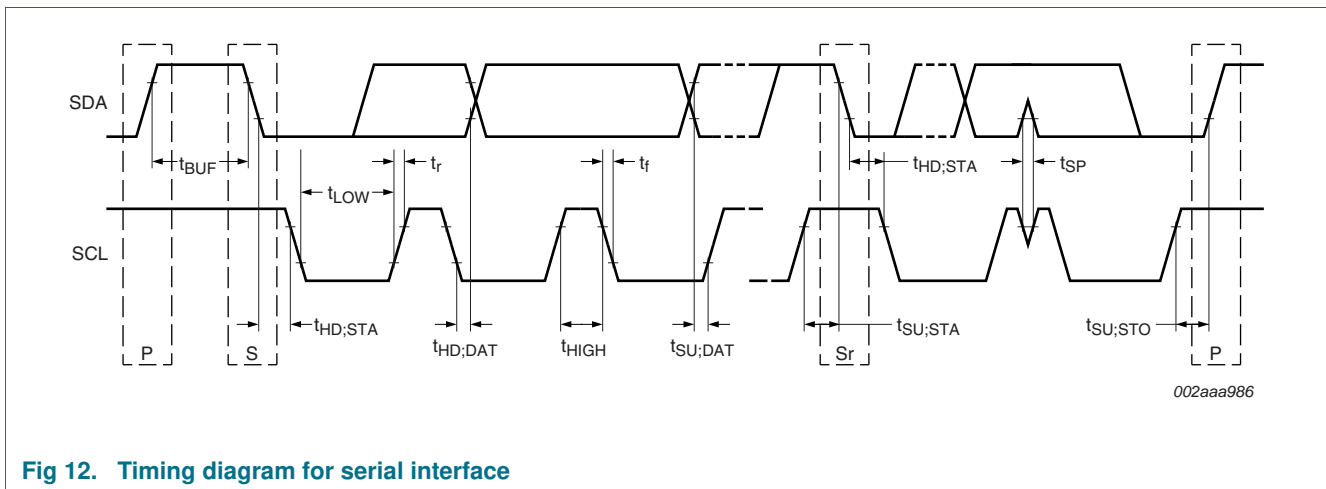 SDA
tBUF
tr
tf
tHD;STA
tSP
tLOW
SCL
tHD;STA
tHD;DAT
tHIGH
tSU;DAT
tSU;STA
tSU;STO
P
S
Sr
P
002aaa986
Fig 12. Timing diagram for serial interface